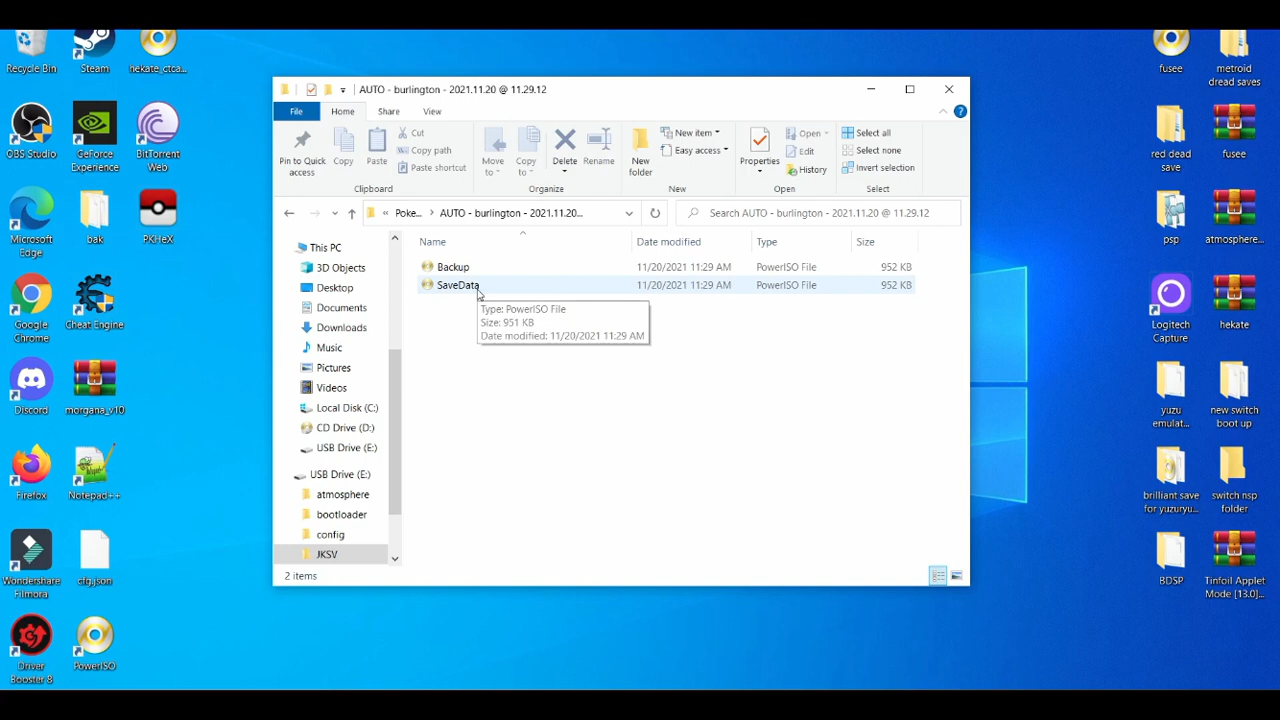 Recycle Bin
Steam
hekate_ctca...
OBS Studio
GeForce
Experience
BitTorrent
Web
Microsoft
Edge
bak
PKHeX
Google
Chrome
Cheat Engine
Discord
morgana_v10
Firefox
Notepad++
Wondershare
Filmora
cfg.json
Driver
Booster 8
PowerISO
AUTO - burlington - 2021.11.20 @ 11.29.12
File
Home
Share
View
Pin to Quick
access
Copy
Paste
Cut
Copy path
Paste shortcut
Clipboard
Move
to
Copy
to
Delete
Rename
Organize
New
folder
New item
Easy access
New
Properties
Open
Edit
History
Open
Select all
Select none
Invert selection
Select
« Poke... > AUTO - burlington - 2021.11.20...
Search AUTO - burlington - 2021.11.20 @ 11.29.12
This PC
3D Objects
Desktop
Documents
Downloads
Music
Pictures
Videos
Local Disk (C:)
CD Drive (D:)
USB Drive (E:)
USB Drive (E:)
atmosphere
bootloader
config
JKSV
Name Date modified Type Size
Backup 11/20/2021 11:29 AM PowerISO File 952 KB
SaveData 11/20/2021 11:29 AM PowerISO File 952 KB
Type: PowerISO File
Size: 951 KB
Date modified: 11/20/2021 11:29 AM
2 items
fusee
metroid
dread saves
red dead
save
fusee
psp
atmosphere...
Logitech
Capture
hekate
yuzu
emulat...
new switch
boot up
brilliant save
for yuzuryu...
switch nsp
folder
BDSP
Tinfoil Applet
Mode [13.0]...